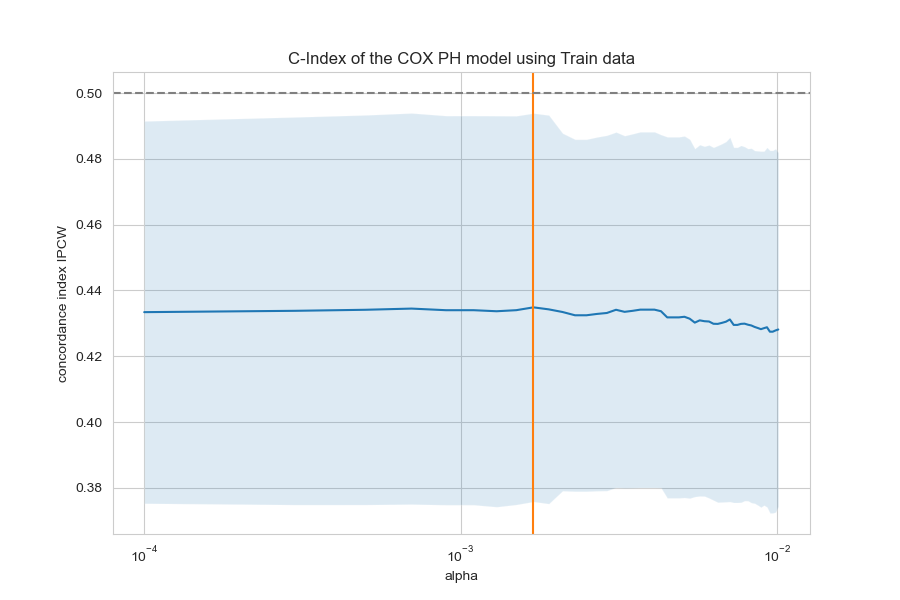 C-Index of the COX PH model using Train data
concordance index IPCW
0.50
0.48
0.46
0.44
0.42
0.40
0.38
10⁻⁴ 10⁻³ 10⁻²
alpha